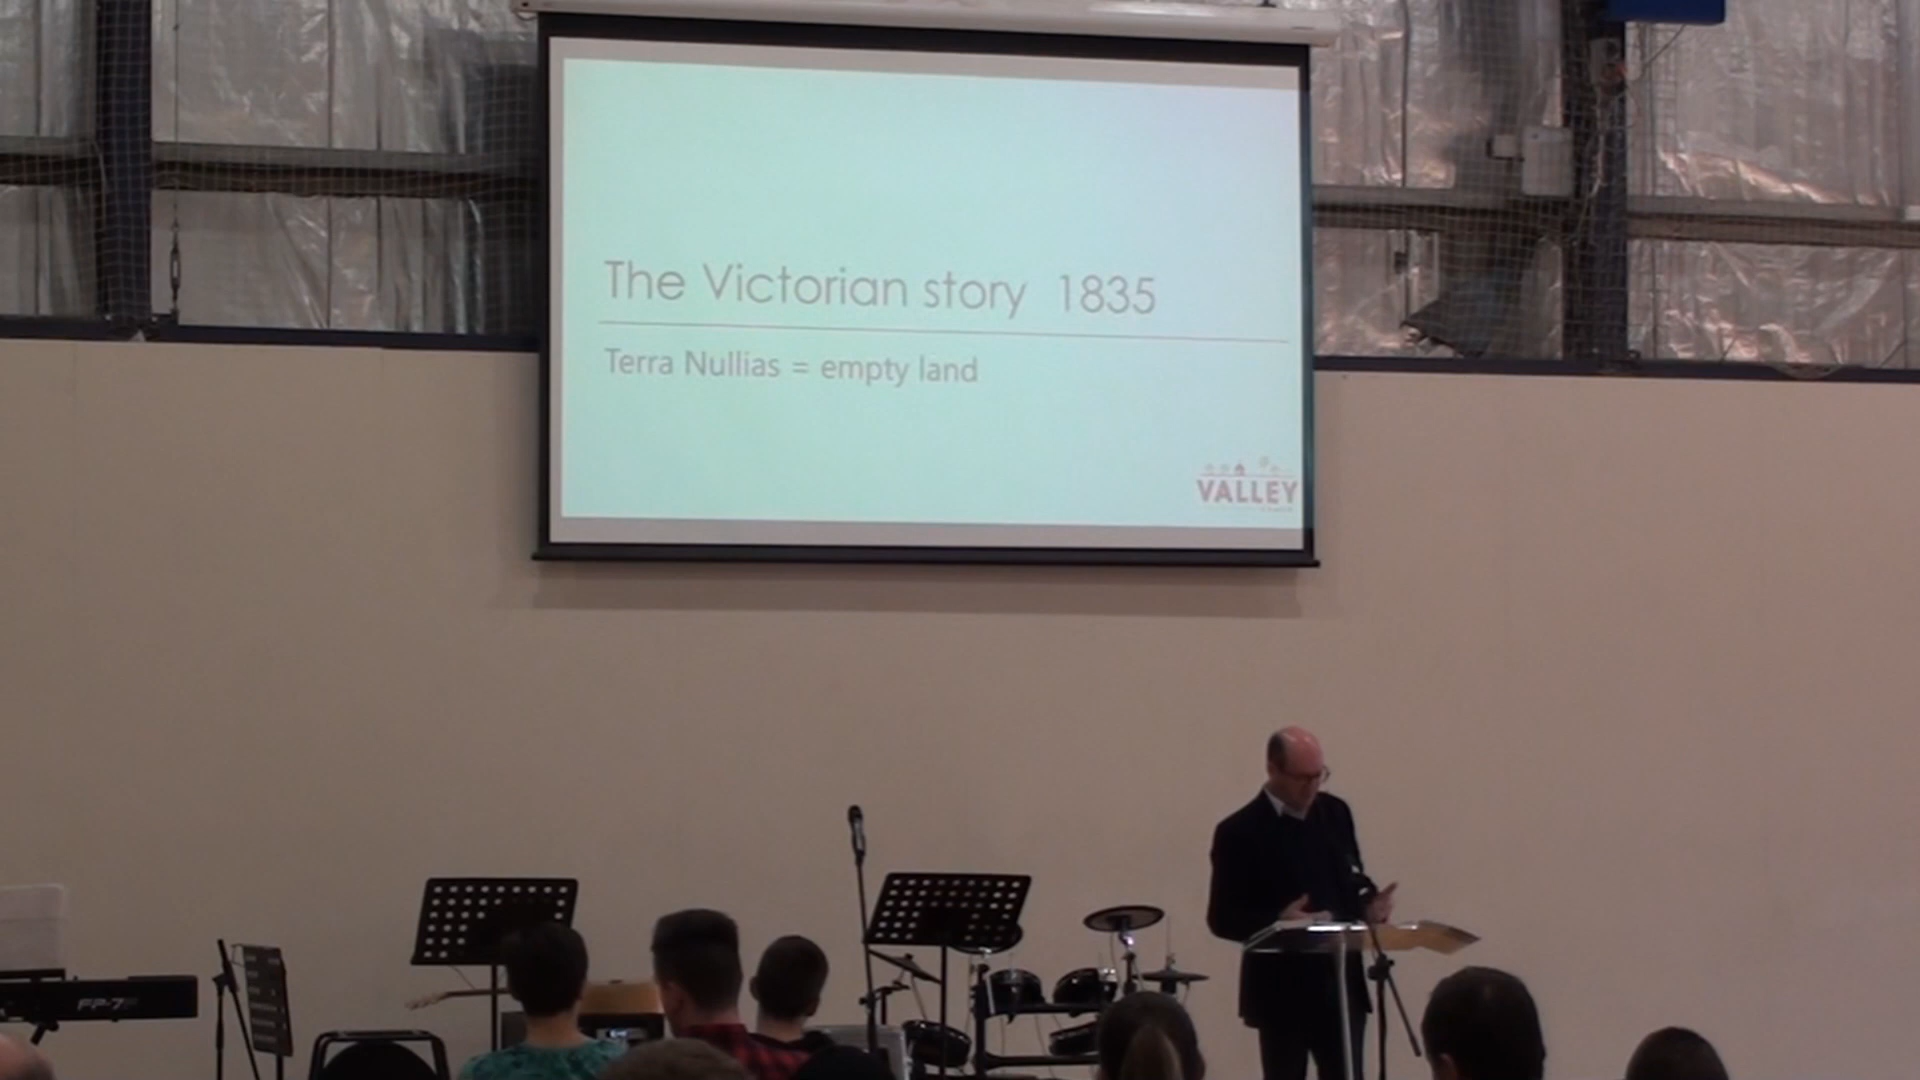 The Victorian story 1835
Terra Nullias = empty land
VALLEY
FP-7F